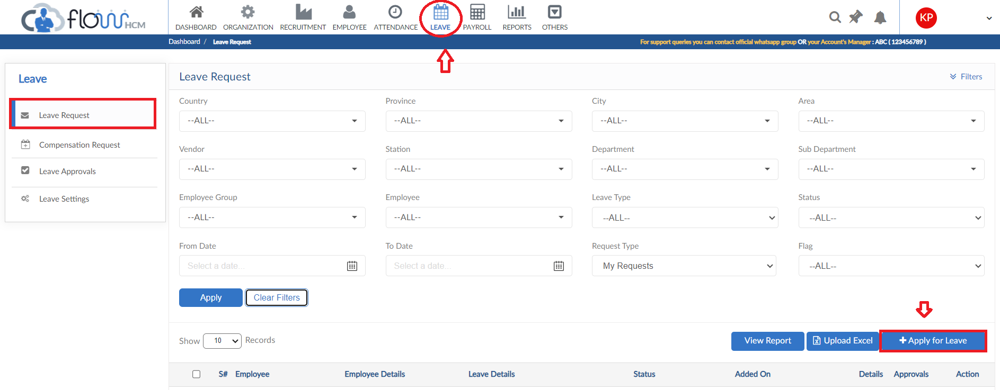 flowHCM
DASHBOARD ORGANIZATION RECRUITMENT EMPLOYEE ATTENDANCE LEAVE PAYROLL REPORTS OTHERS
KP
Dashboard / Leave Request
For support queries you can contact official whatsapp group OR your Account's Manager : ABC ( 123456789 )
Leave
Leave Request
Compensation Request
Leave Approvals
Leave Settings
Leave Request
Filters
Country Province City Area
--ALL-- --ALL-- --ALL-- --ALL--
Vendor Station Department Sub Department
--ALL-- --ALL-- --ALL-- --ALL--
Employee Group Employee Leave Type Status
--ALL-- --ALL-- --ALL-- --ALL--
From Date To Date Request Type Flag
Select a date... Select a date... My Requests --ALL--
Apply Clear Filters
Show 10 Records
View Report Upload Excel Apply for Leave
S# Employee Employee Details Leave Details Status Added On Details Approvals Action